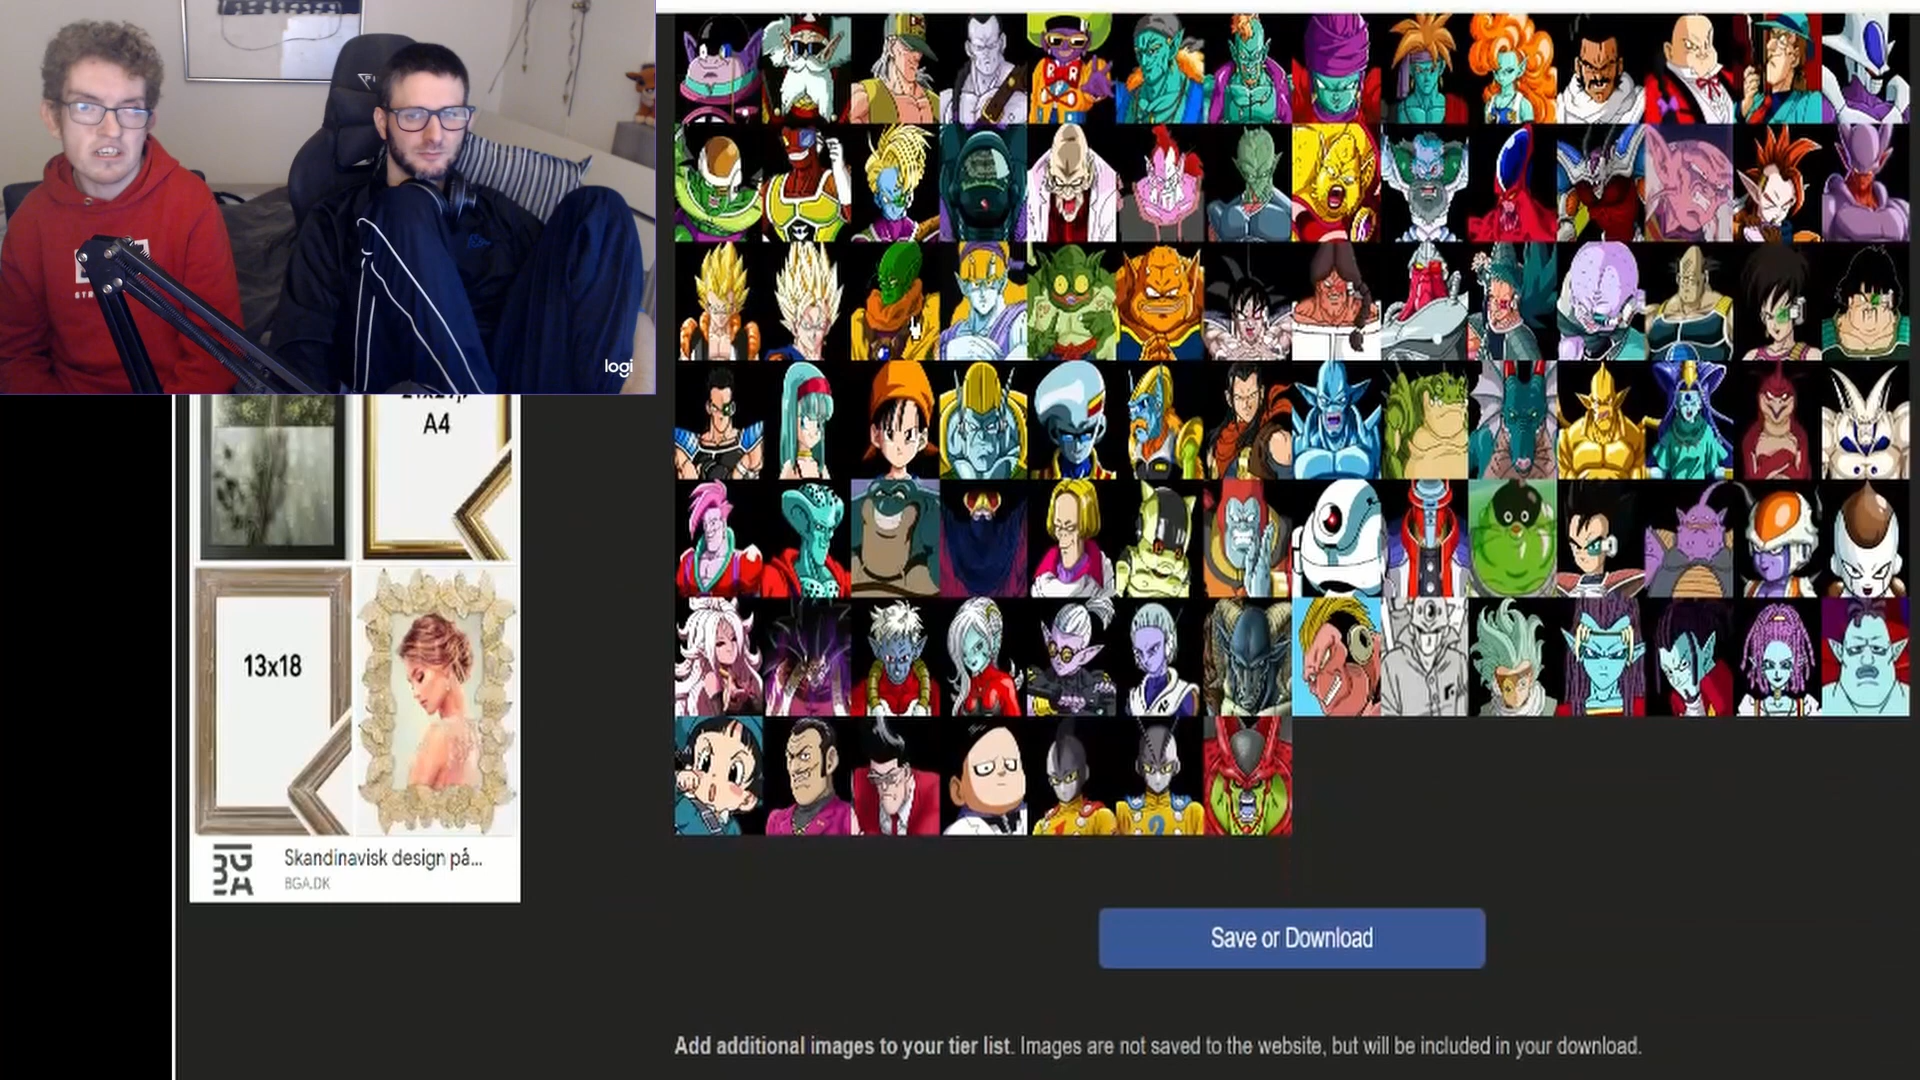 logi
A4
13x18
BGA
Skandinavisk design på...
BGA.DK
Save or Download
Add additional images to your tier list. Images are not saved to the website, but will be included in your download.